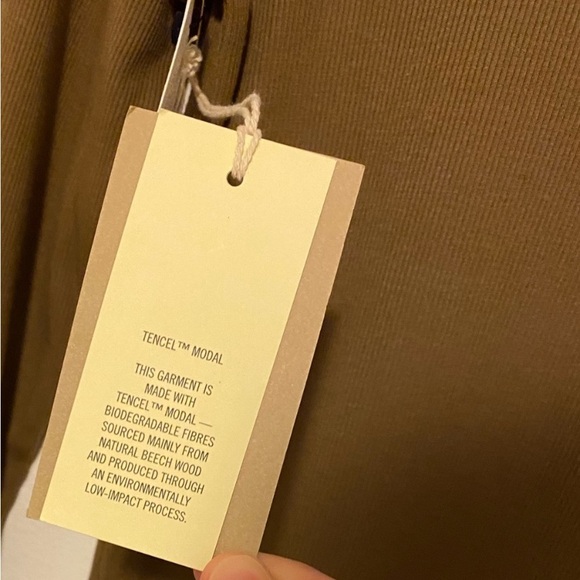 TENCEL™ MODAL
THIS GARMENT IS
MADE WITH
TENCEL™ MODAL —
BIODEGRADABLE FIBRES
SOURCED MAINLY FROM
NATURAL BEECH WOOD
AND PRODUCED THROUGH
AN ENVIRONMENTALLY
LOW-IMPACT PROCESS.